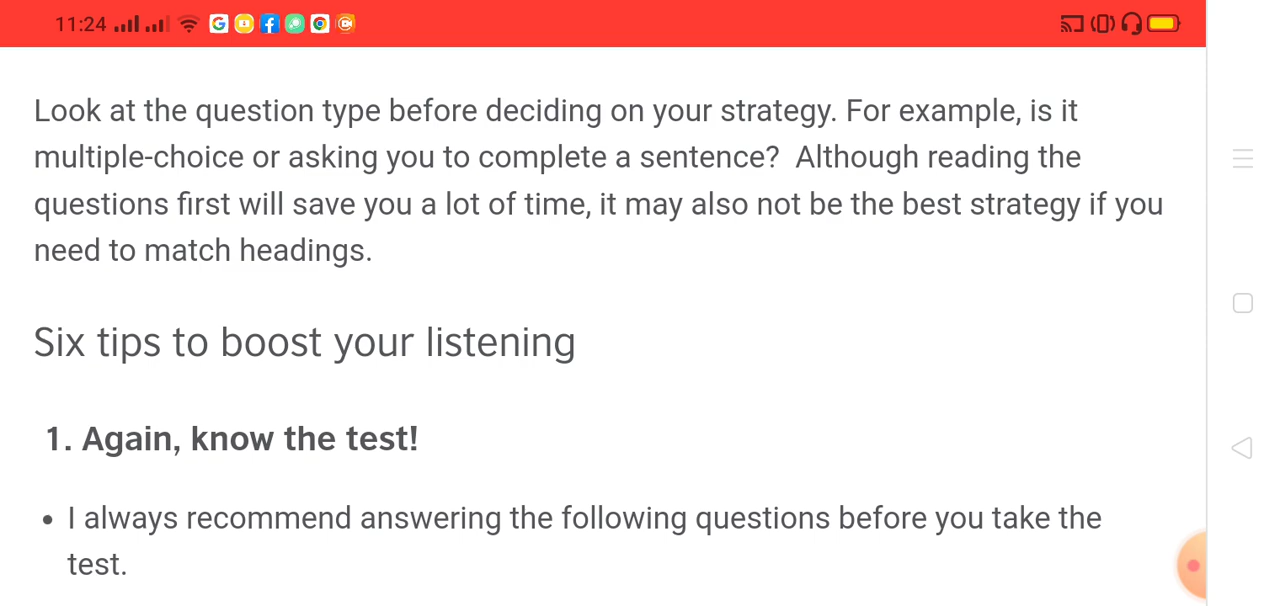 11:24
Look at the question type before deciding on your strategy. For example, is it
multiple-choice or asking you to complete a sentence?  Although reading the
questions first will save you a lot of time, it may also not be the best strategy if you
need to match headings.
Six tips to boost your listening
1. Again, know the test!
• I always recommend answering the following questions before you take the
test.